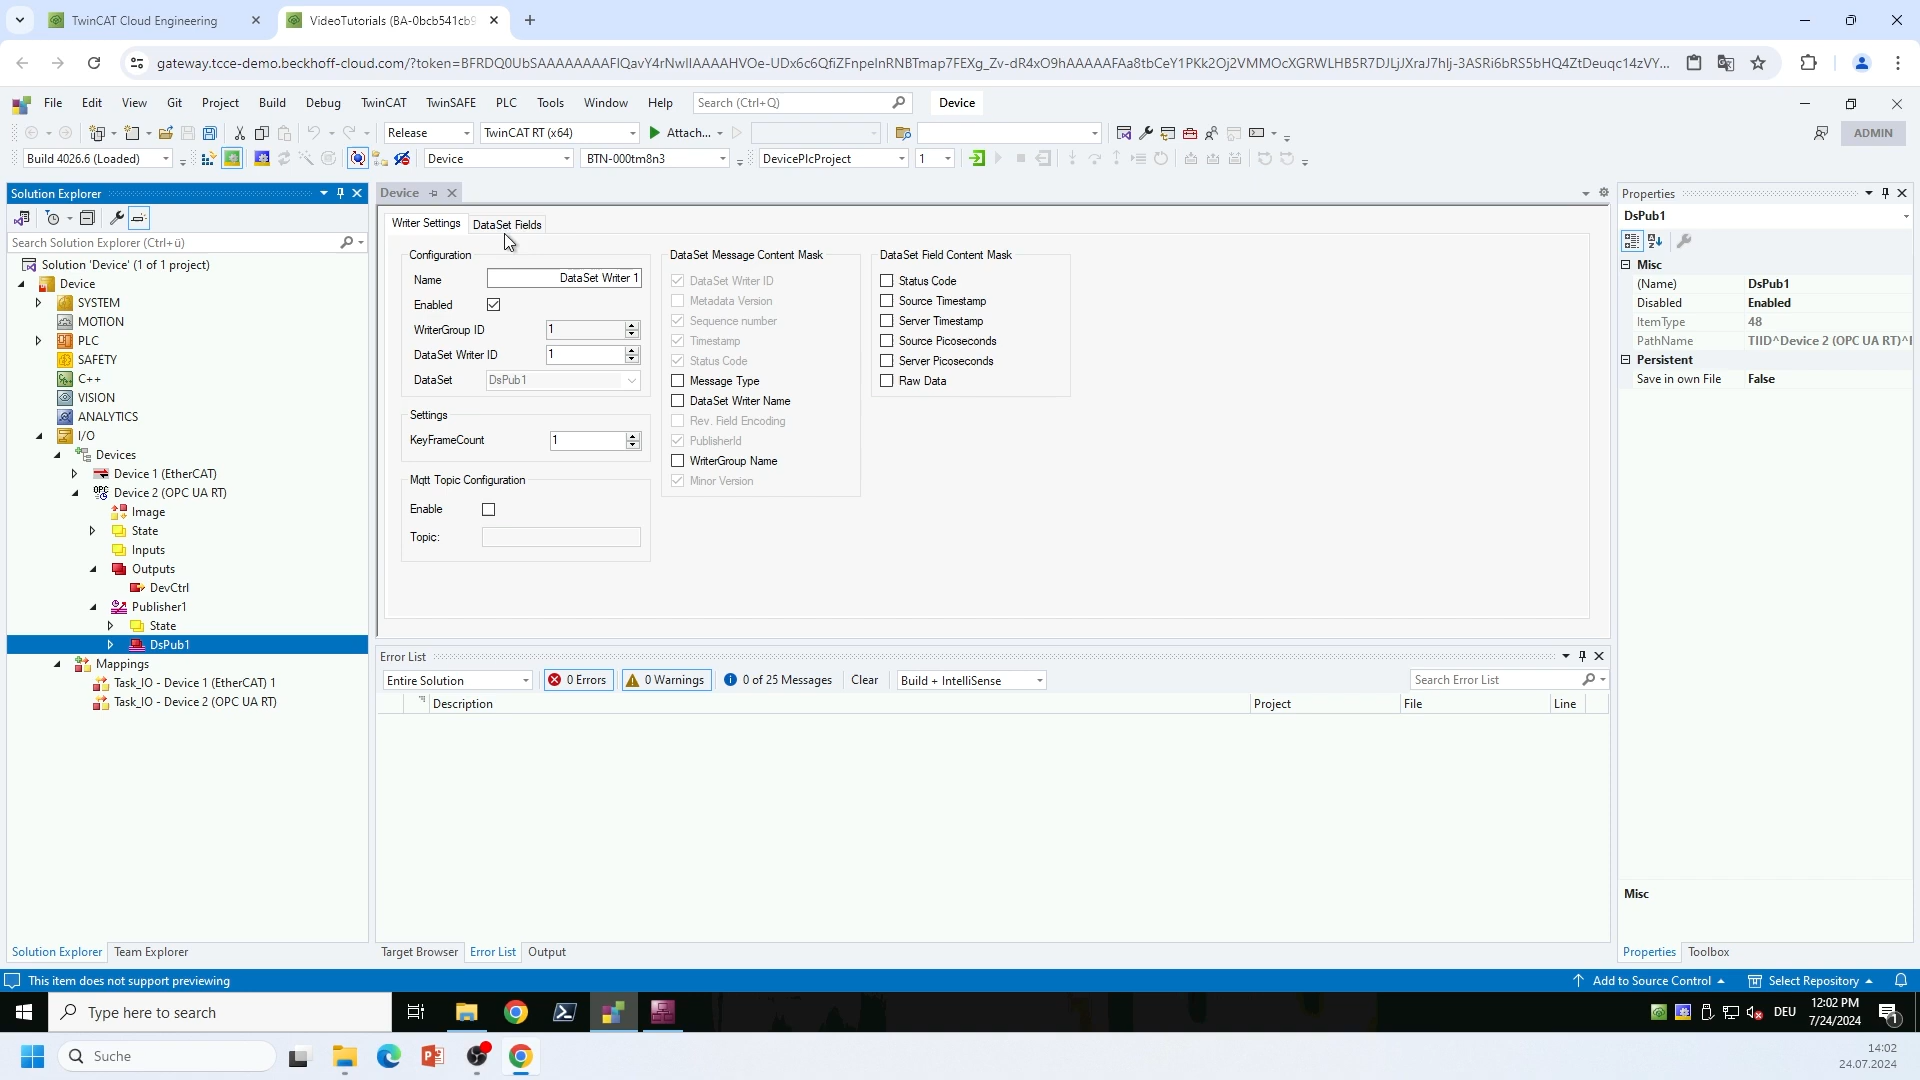 TwinCAT Cloud Engineering
VideoTutorials (BA-0bcb541cb9
File Edit View Git Project Build Debug TwinCAT TwinSAFE PLC Tools Window Help Search (Ctrl+Q) Device
Release TwinCAT RT (x64) Attach... ADMIN
Build 4026.6 (Loaded) Device BTN-000tm8n3 DevicePlcProject 1
Solution Explorer
Search Solution Explorer (Ctrl+ü)
Solution 'Device' (1 of 1 project)
Device
SYSTEM
MOTION
PLC
SAFETY
C++
VISION
ANALYTICS
I/O
Devices
Device 1 (EtherCAT)
Device 2 (OPC UA RT)
Image
State
Inputs
Outputs
DevCtrl
Publisher1
State
DsPub1
Mappings
Task_IO - Device 1 (EtherCAT) 1
Task_IO - Device 2 (OPC UA RT)
Solution Explorer Team Explorer
Device
Writer Settings DataSet Fields
Configuration
Name DataSet Writer 1
Enabled
WriterGroup ID 1
DataSet Writer ID 1
DataSet DsPub1
Settings
KeyFrameCount 1
Mqtt Topic Configuration
Enable
Topic:
DataSet Message Content Mask
DataSet Writer ID
Metadata Version
Sequence number
Timestamp
Status Code
Message Type
DataSet Writer Name
Rev. Field Encoding
PublisherId
WriterGroup Name
Minor Version
DataSet Field Content Mask
Status Code
Source Timestamp
Server Timestamp
Source Picoseconds
Server Picoseconds
Raw Data
Error List
Entire Solution 0 Errors 0 Warnings 0 of 25 Messages Clear Build + IntelliSense Search Error List
Description Project File Line
Target Browser Error List Output
Properties
DsPub1
Misc
(Name) DsPub1
Disabled Enabled
ItemType 48
PathName TIID^Device 2 (OPC UA RT)^
Persistent
Save in own File False
Misc
Properties Toolbox
This item does not support previewing Add to Source Control Select Repository
Type here to search DEU 12:02 PM
7/24/2024
1
Suche 14:02
24.07.2024